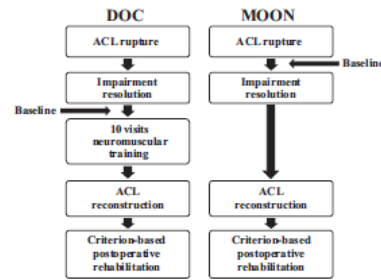 DOC
ACL rupture
Impairment
resolution
Baseline
10 visits
neuromuscular
training
ACL
reconstruction
Criterion-based
postoperative
rehabilitation
MOON
ACL rupture
Baseline
Impairment
resolution
ACL
reconstruction
Criterion-based
postoperative
rehabilitation